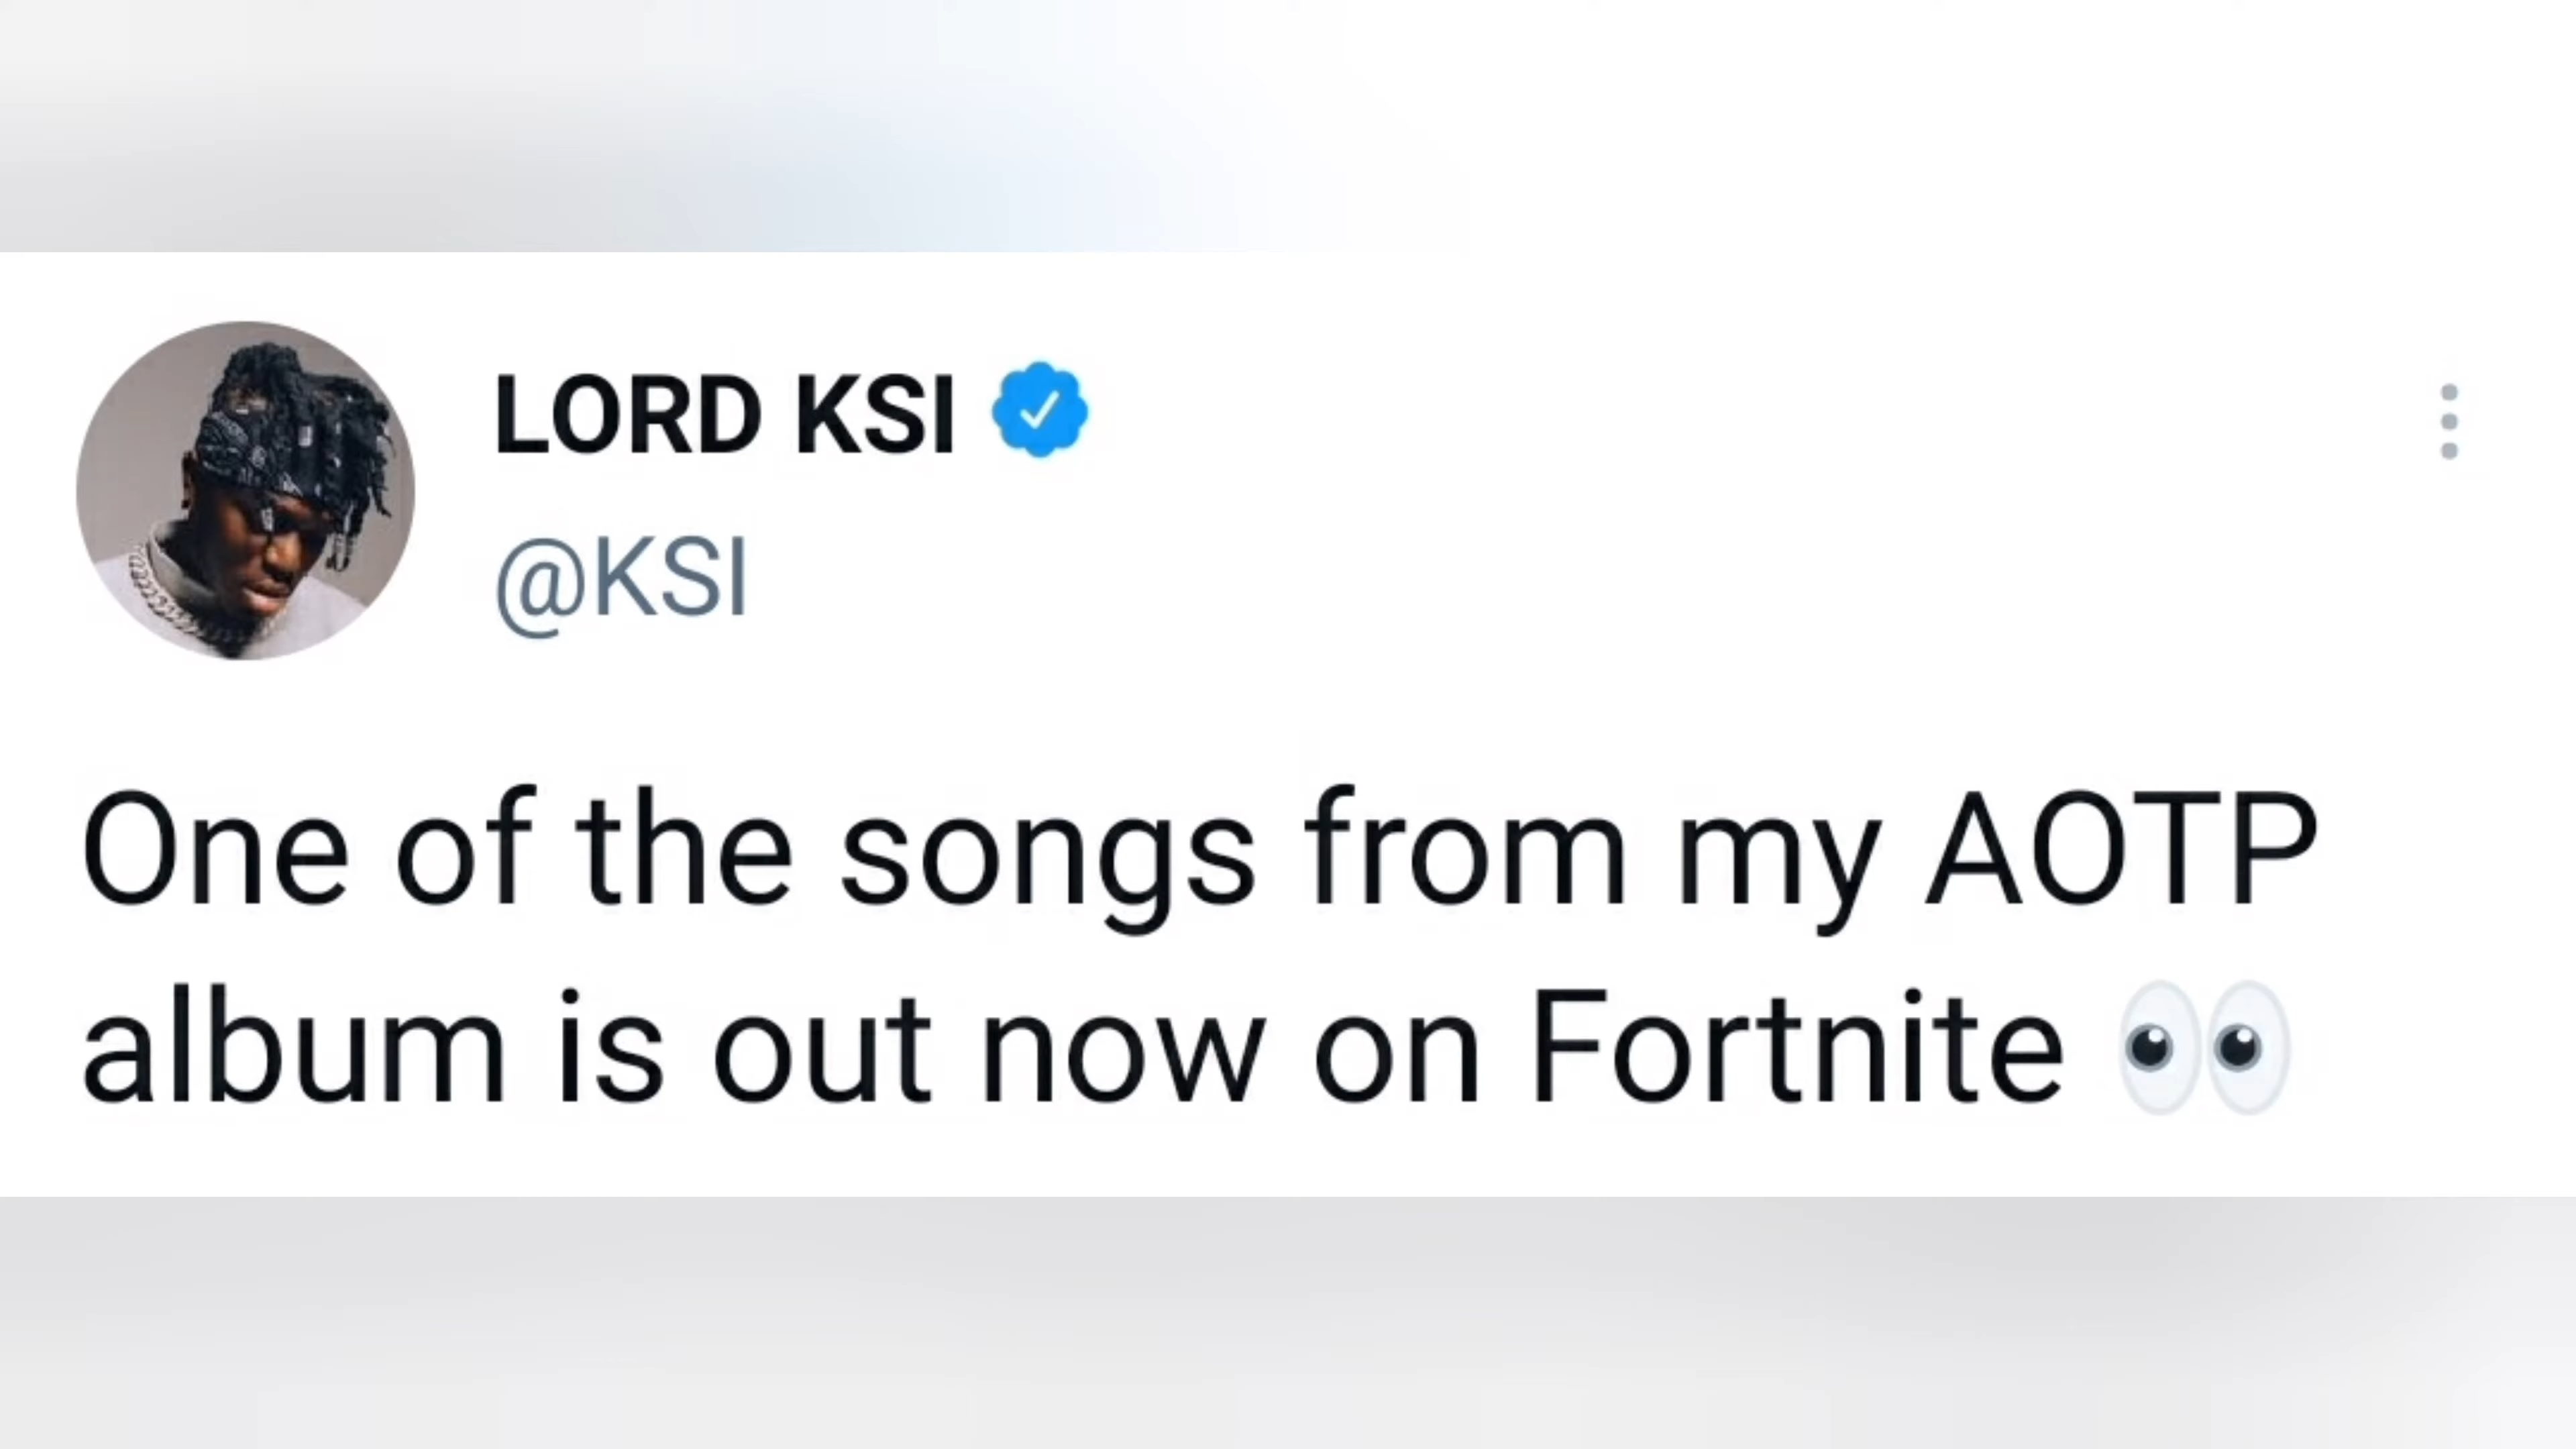 LORD KSI
@KSI
One of the songs from my AOTP
album is out now on Fortnite 👀